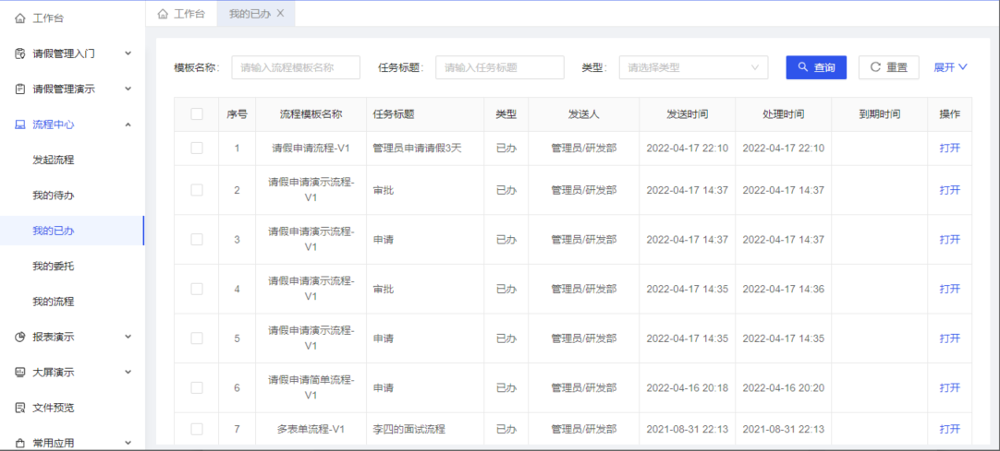 工作台
请假管理入门
请假管理演示
流程中心
发起流程
我的待办
我的已办
我的委托
我的流程
报表演示
大屏演示
文件预览
常用应用
工作台 我的已办 X
模板名称: 请输入流程模板名称 任务标题: 请输入任务标题 类型: 请选择类型 查询 重置 展开
序号 流程模板名称 任务标题 类型 发送人 发送时间 处理时间 到期时间 操作
1 请假申请流程-V1 管理员申请请假3天 已办 管理员/研发部 2022-04-17 22:10 2022-04-17 22:10 打开
2 请假申请演示流程-V1 审批 已办 管理员/研发部 2022-04-17 14:37 2022-04-17 14:37 打开
3 请假申请演示流程-V1 申请 已办 管理员/研发部 2022-04-17 14:37 2022-04-17 14:37 打开
4 请假申请演示流程-V1 审批 已办 管理员/研发部 2022-04-17 14:35 2022-04-17 14:36 打开
5 请假申请演示流程-V1 申请 已办 管理员/研发部 2022-04-17 14:35 2022-04-17 14:35 打开
6 请假申请简单流程-V1 申请 已办 管理员/研发部 2022-04-16 20:18 2022-04-16 20:20 打开
7 多表单流程-V1 李四的面试流程 已办 管理员/研发部 2021-08-31 22:13 2021-08-31 22:13 打开